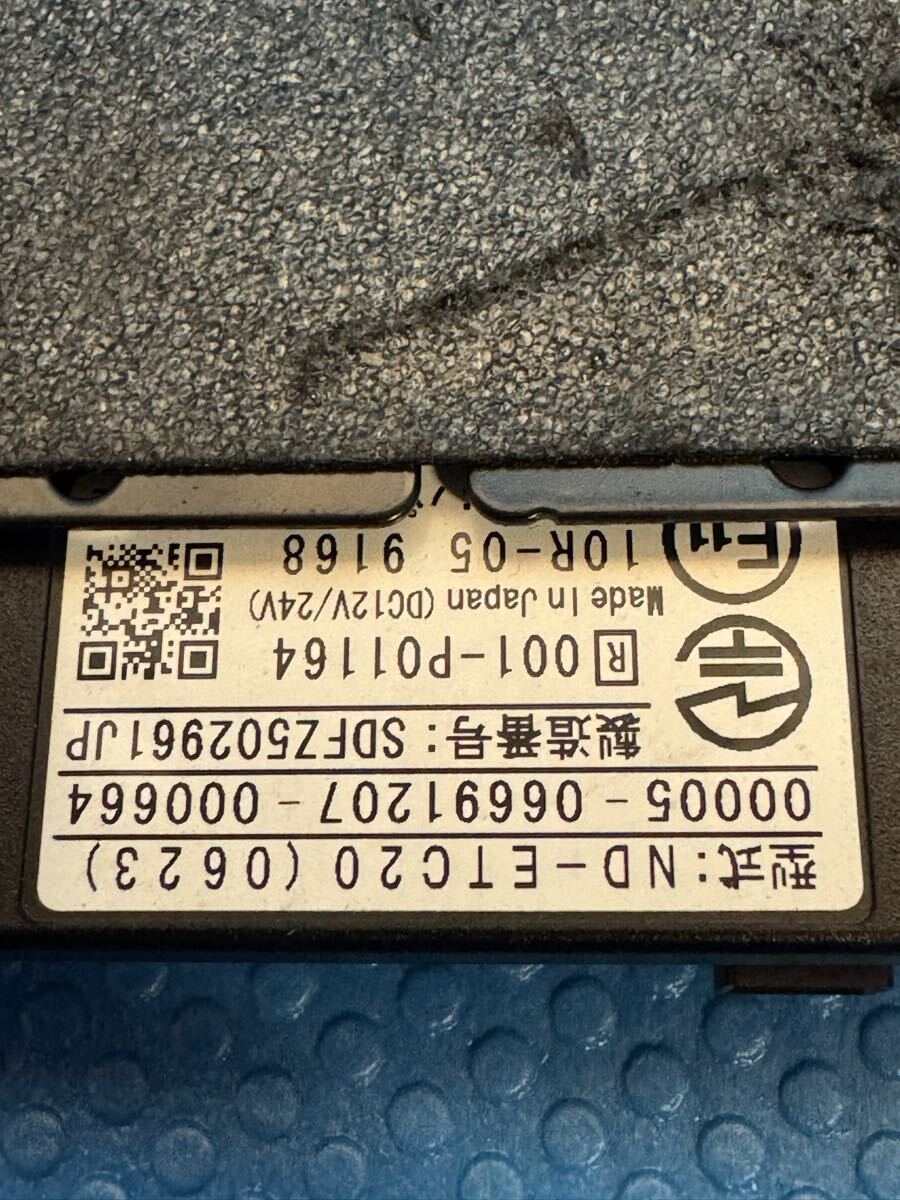 型式:ND-ETC20(0623)
00005-06691207-000664
製造番号:SDFZ502961JP
R 001-P01164
Made In Japan (DC12V/24V)
E11 10R-05 9168